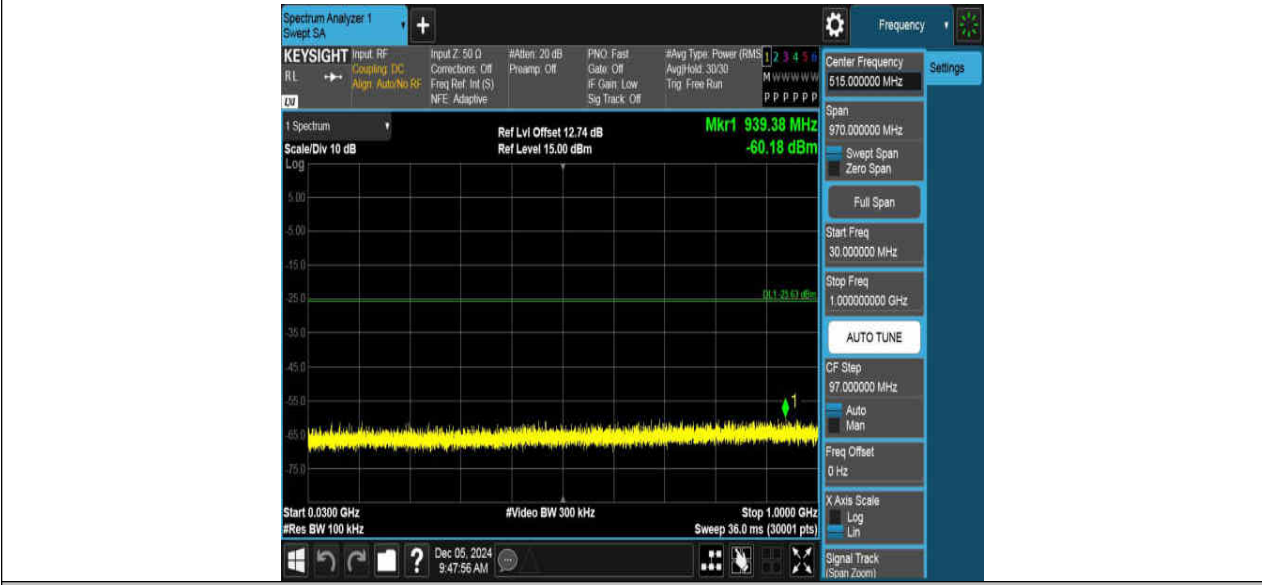 Spectrum Analyzer 1
Swept SA
Frequency
KEYSIGHT
RL
LXI
Input: RF
Coupling: DC
Align: Auto/No RF
Input Z: 50 Ω
Corrections: Off
Freq Ref: Int (S)
NFE: Adaptive
#Atten: 20 dB
Preamp: Off
PNO: Fast
Gate: Off
IF Gain: Low
Sig Track: Off
#Avg Type: Power (RMS
Avg|Hold: 30/30
Trig: Free Run
1 2 3 4 5 6
M W W W W W
P P P P P P
1 Spectrum
Scale/Div 10 dB
Log
Ref Lvl Offset 12.74 dB
Ref Level 15.00 dBm
Mkr1 939.38 MHz
-60.18 dBm
5.00
-5.00
-15.0
-25.0
-35.0
-45.0
-55.0
-65.0
-75.0
DL1 -23.63 dBm
1
Start 0.0300 GHz
#Res BW 100 kHz
#Video BW 300 kHz
Stop 1.0000 GHz
Sweep 36.0 ms (30001 pts)
Dec 05, 2024
9:47:56 AM
Center Frequency
515.000000 MHz
Settings
Span
970.000000 MHz
Swept Span
Zero Span
Full Span
Start Freq
30.000000 MHz
Stop Freq
1.000000000 GHz
AUTO TUNE
CF Step
97.000000 MHz
Auto
Man
Freq Offset
0 Hz
X Axis Scale
Log
Lin
Signal Track
(Span Zoom)